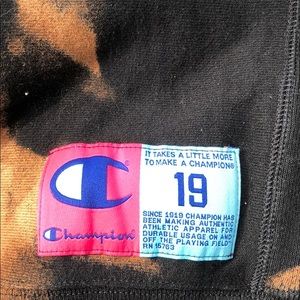 Champion
IT TAKES A LITTLE MORE
TO MAKE A CHAMPION®
19
SINCE 1919 CHAMPION HAS
BEEN MAKING AUTHENTIC
ATHLETIC APPAREL FOR
DURABLE USAGE ON AND
OFF THE PLAYING FIELD™
RN 15763